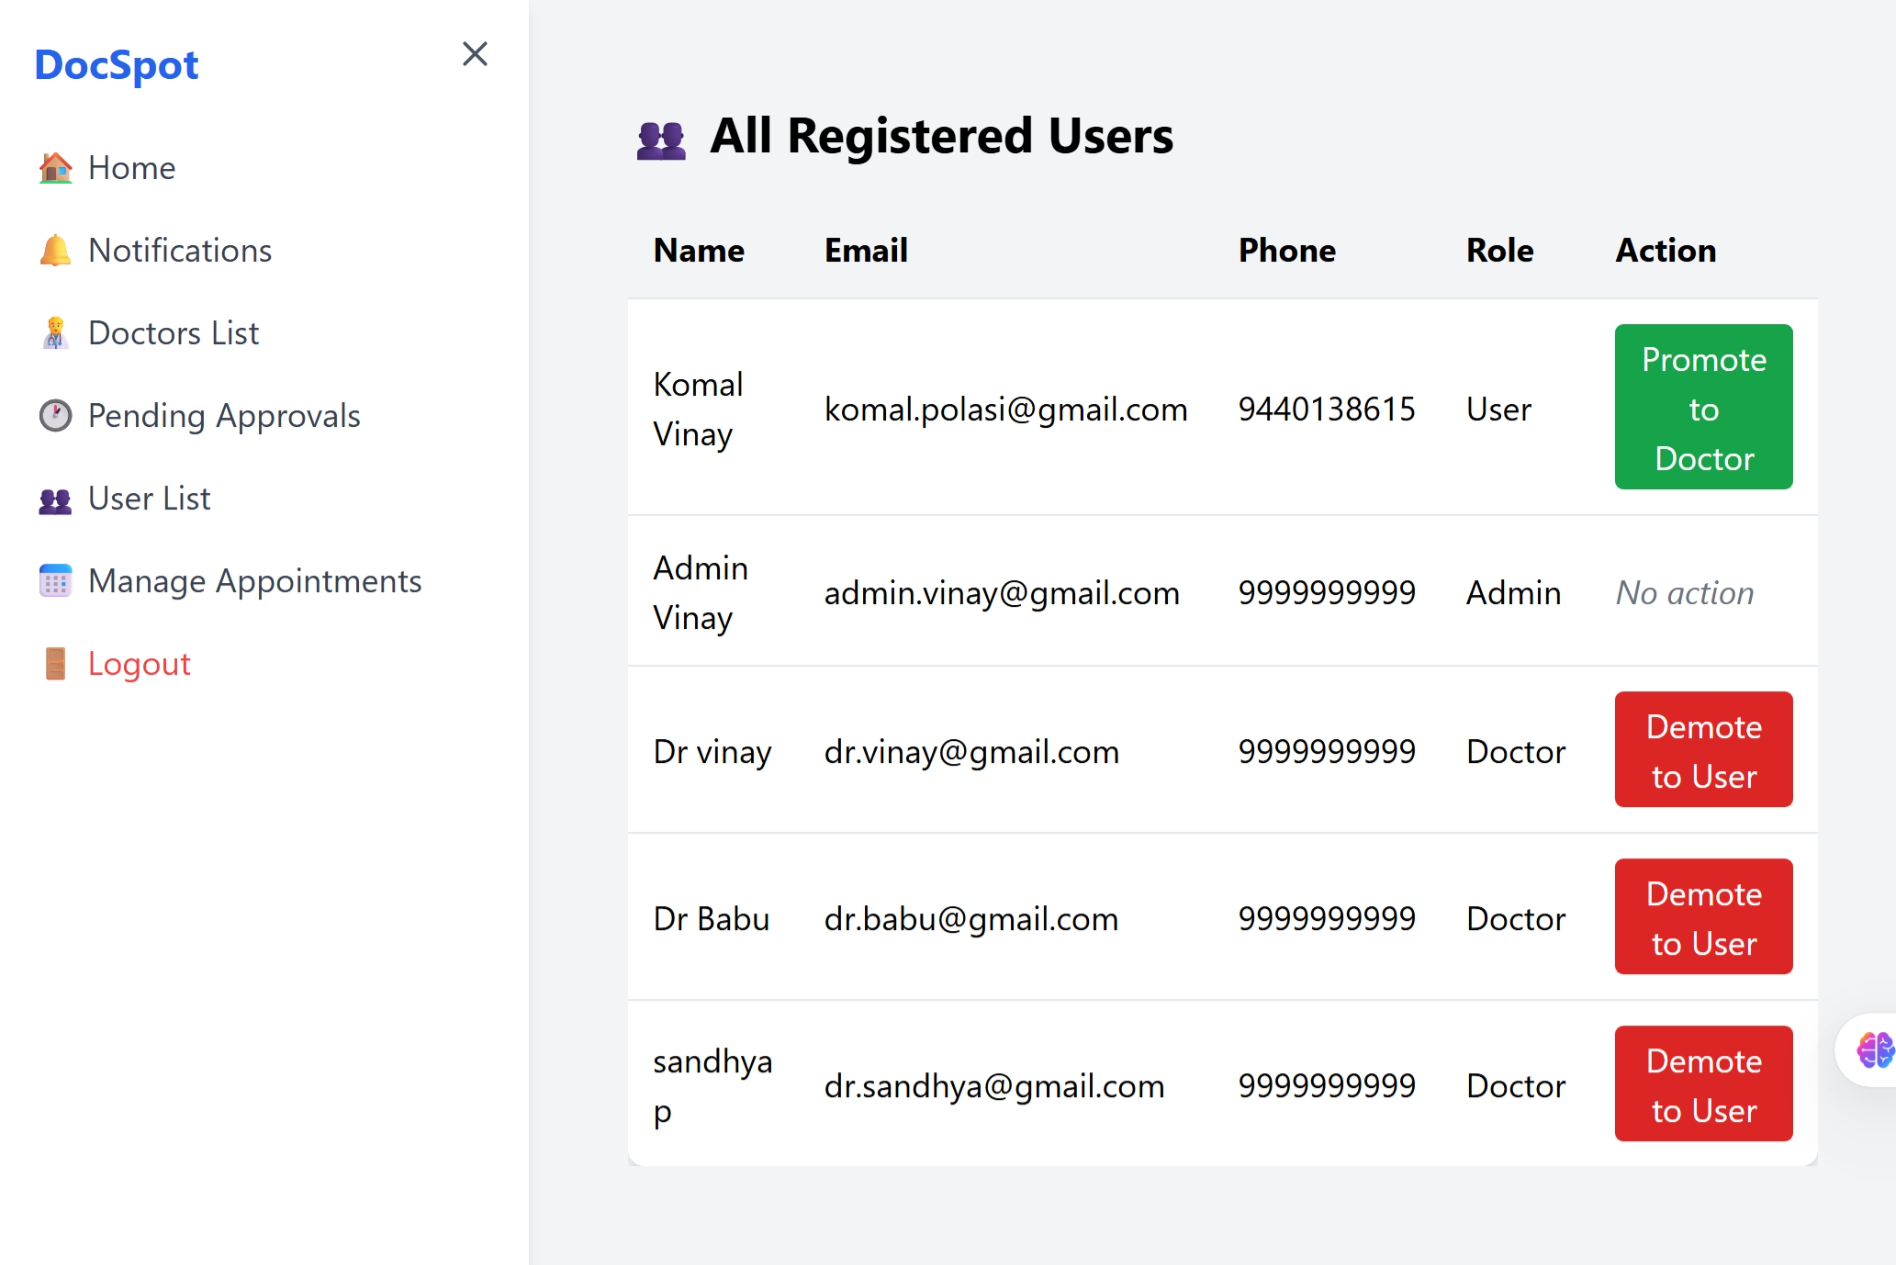 DocSpot
Home
Notifications
Doctors List
Pending Approvals
User List
Manage Appointments
Logout
All Registered Users
Name Email Phone Role Action
Komal
Vinay
komal.polasi@gmail.com 9440138615 User
Promote
to
Doctor
Admin
Vinay
admin.vinay@gmail.com 9999999999 Admin No action
Dr vinay dr.vinay@gmail.com 9999999999 Doctor
Demote
to User
Dr Babu dr.babu@gmail.com 9999999999 Doctor
Demote
to User
sandhya
p
dr.sandhya@gmail.com 9999999999 Doctor
Demote
to User